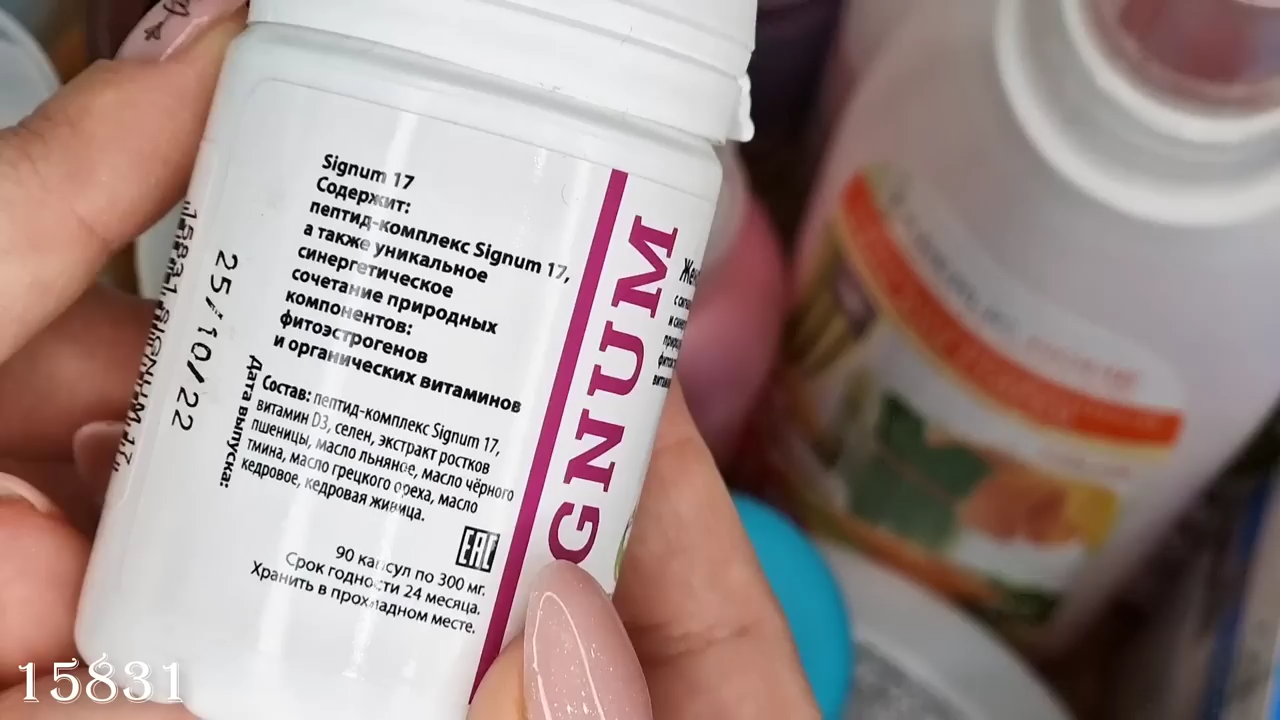 Signum 17
Содержит:
пептид-комплекс Signum 17,
а также уникальное
синергетическое
сочетание природных
компонентов:
фитоэстрогенов
и органических витаминов
Состав: пептид-комплекс Signum 17,
витамин D3, селен, экстракт ростков
пшеницы, масло льняное, масло чёрного
тмина, масло грецкого ореха, масло
кедровое, кедровая живица.
EAC
90 капсул по 300 мг.
Срок годности 24 месяца.
Хранить в прохладном месте.
Дата выпуска:
25/10/22
GNUM
15831